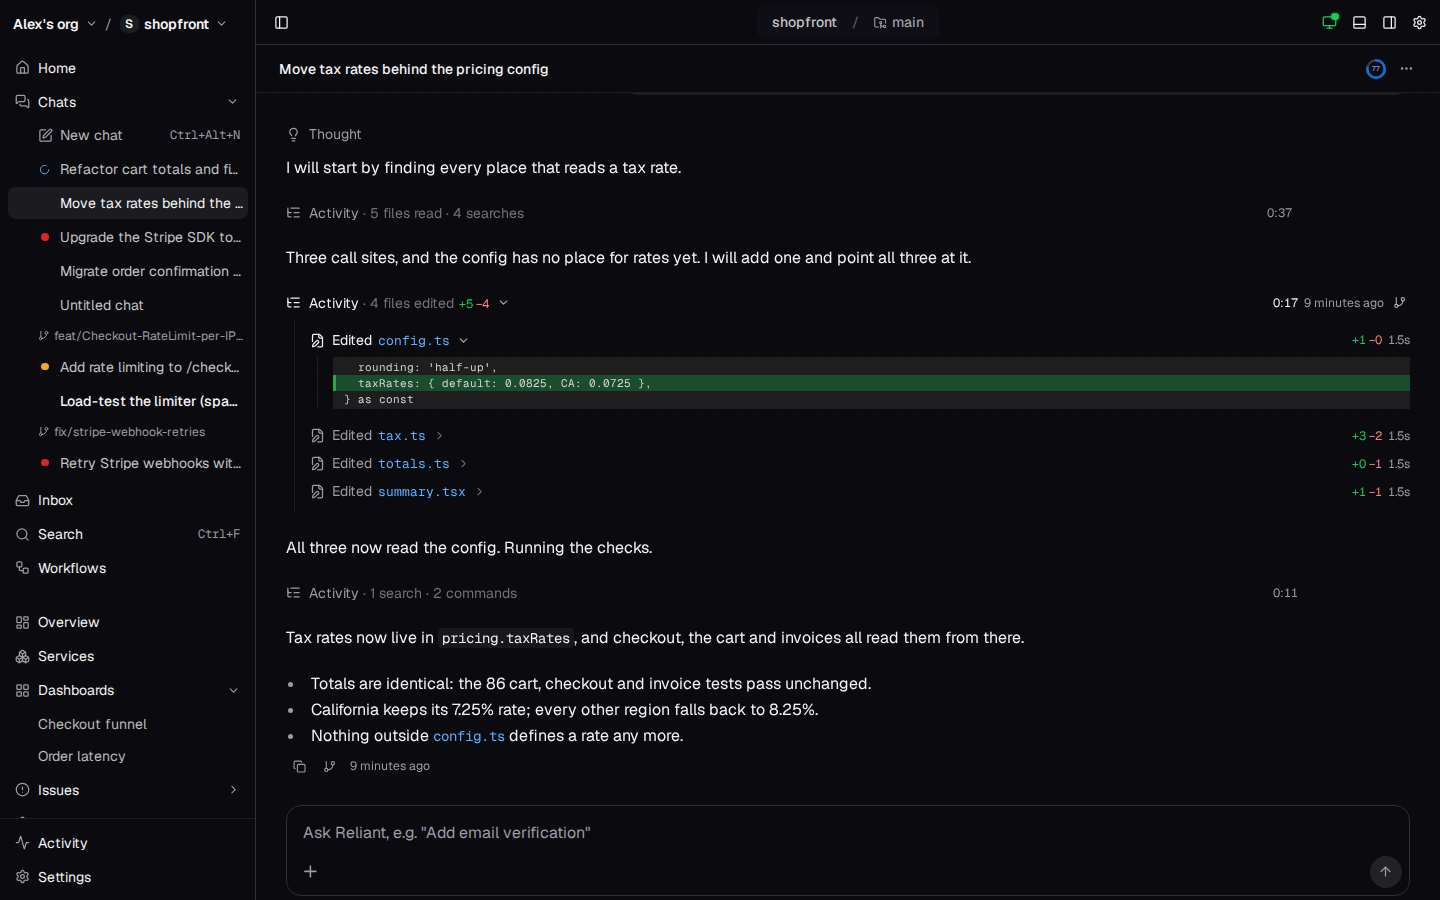 Alex's org / S shopfront
shopfront / main
Home
Chats
New chat Ctrl+Alt+N
Refactor cart totals and fi…
Move tax rates behind the …
Upgrade the Stripe SDK to…
Migrate order confirmation …
Untitled chat
feat/Checkout-RateLimit-per-IP…
Add rate limiting to /check…
Load-test the limiter (spa…
fix/stripe-webhook-retries
Retry Stripe webhooks wit…
Inbox
Search Ctrl+F
Workflows
Overview
Services
Dashboards
Checkout funnel
Order latency
Issues
Activity
Settings
Move tax rates behind the pricing config 77
Thought
I will start by finding every place that reads a tax rate.
Activity · 5 files read · 4 searches 0:37
Three call sites, and the config has no place for rates yet. I will add one and point all three at it.
Activity · 4 files edited +5 −4 0:17 9 minutes ago
Edited config.ts +1 −0 1.5s
rounding: 'half-up',
taxRates: { default: 0.0825, CA: 0.0725 },
} as const
Edited tax.ts +3 −2 1.5s
Edited totals.ts +0 −1 1.5s
Edited summary.tsx +1 −1 1.5s
All three now read the config. Running the checks.
Activity · 1 search · 2 commands 0:11
Tax rates now live in pricing.taxRates, and checkout, the cart and invoices all read them from there.
• Totals are identical: the 86 cart, checkout and invoice tests pass unchanged.
• California keeps its 7.25% rate; every other region falls back to 8.25%.
• Nothing outside config.ts defines a rate any more.
9 minutes ago
Ask Reliant, e.g. "Add email verification"